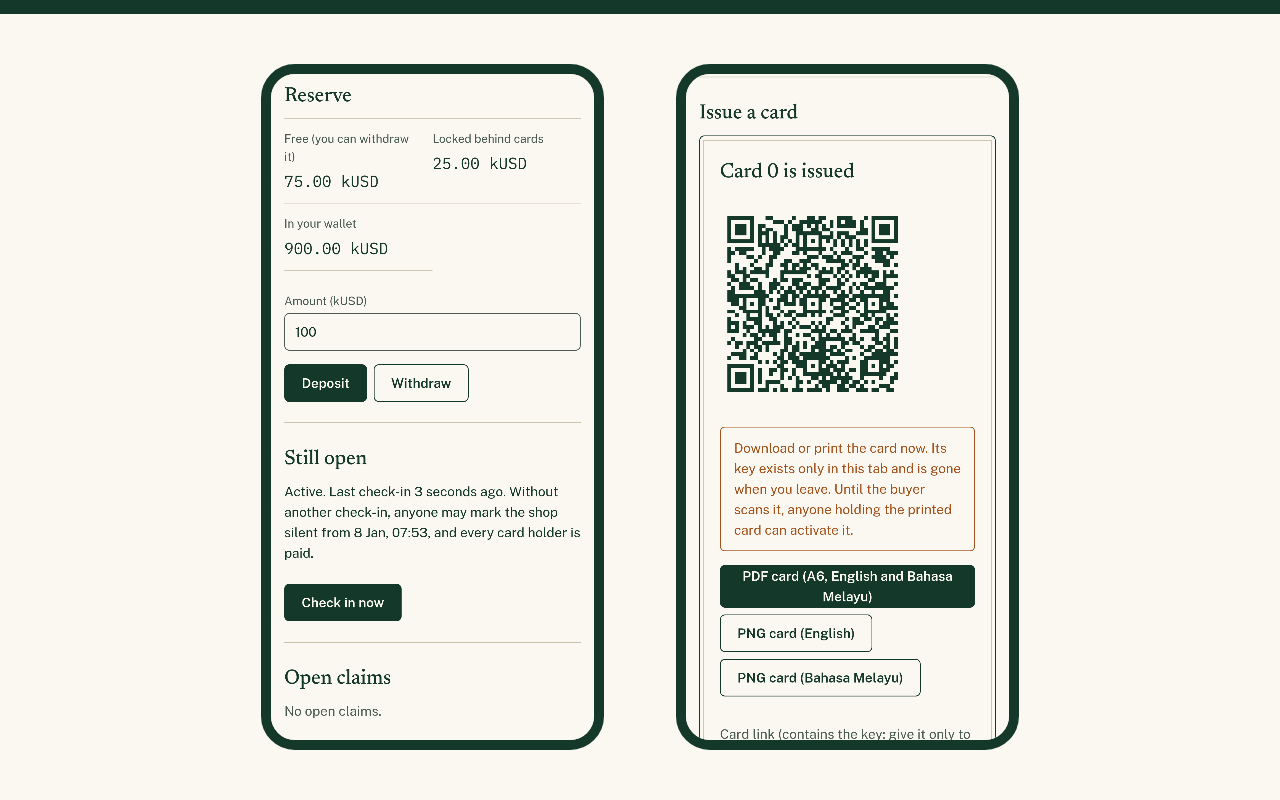 Reserve
Free (you can withdraw
it)
75.00 kUSD
Locked behind cards
25.00 kUSD
In your wallet
900.00 kUSD
Amount (kUSD)
100
Deposit
Withdraw
Still open
Active. Last check-in 3 seconds ago. Without
another check-in, anyone may mark the shop
silent from 8 Jan, 07:53, and every card holder is
paid.
Check in now
Open claims
No open claims.
Issue a card
Card 0 is issued
Download or print the card now. Its
key exists only in this tab and is gone
when you leave. Until the buyer
scans it, anyone holding the printed
card can activate it.
PDF card (A6, English and Bahasa
Melayu)
PNG card (English)
PNG card (Bahasa Melayu)
Card link (contains the key: give it only to